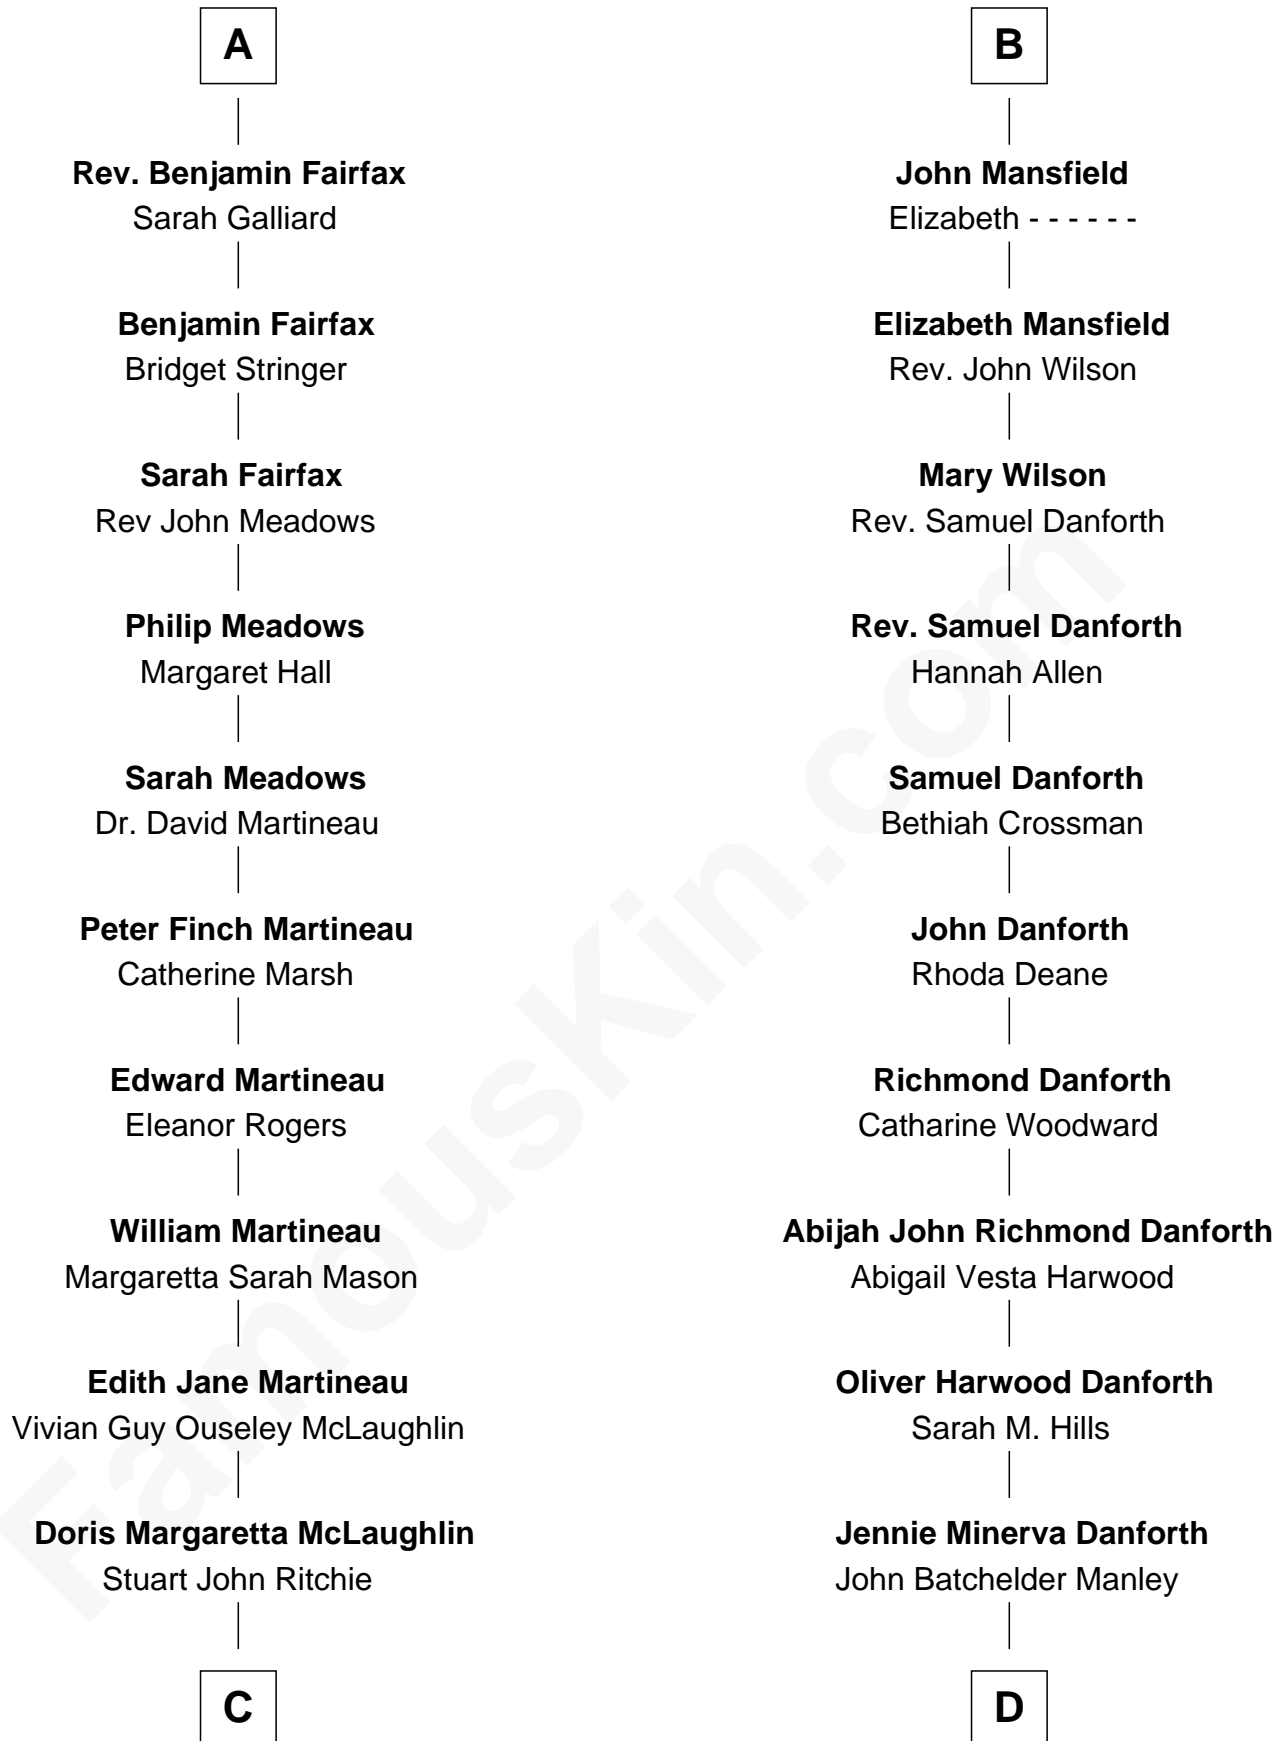 A
Rev. Benjamin Fairfax
Sarah Galliard
Benjamin Fairfax
Bridget Stringer
Sarah Fairfax
Rev John Meadows
Philip Meadows
Margaret Hall
Sarah Meadows
Dr. David Martineau
Peter Finch Martineau
Catherine Marsh
Edward Martineau
Eleanor Rogers
William Martineau
Margaretta Sarah Mason
Edith Jane Martineau
Vivian Guy Ouseley McLaughlin
Doris Margaretta McLaughlin
Stuart John Ritchie
C
B
John Mansfield
Elizabeth - - - - - -
Elizabeth Mansfield
Rev. John Wilson
Mary Wilson
Rev. Samuel Danforth
Rev. Samuel Danforth
Hannah Allen
Samuel Danforth
Bethiah Crossman
John Danforth
Rhoda Deane
Richmond Danforth
Catharine Woodward
Abijah John Richmond Danforth
Abigail Vesta Harwood
Oliver Harwood Danforth
Sarah M. Hills
Jennie Minerva Danforth
John Batchelder Manley
D
FamousKin.com